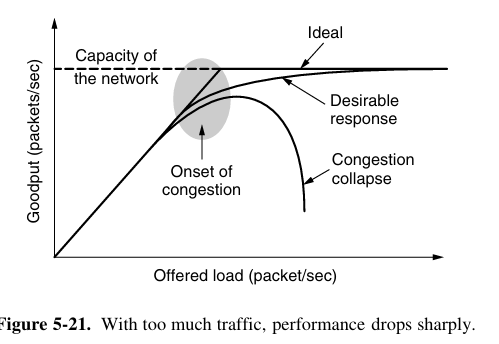 Ideal
Capacity of
the network
Desirable
response
Congestion
collapse
Onset of
congestion
Goodput (packets/sec)
Offered load (packet/sec)
Figure 5-21. With too much traffic, performance drops sharply.